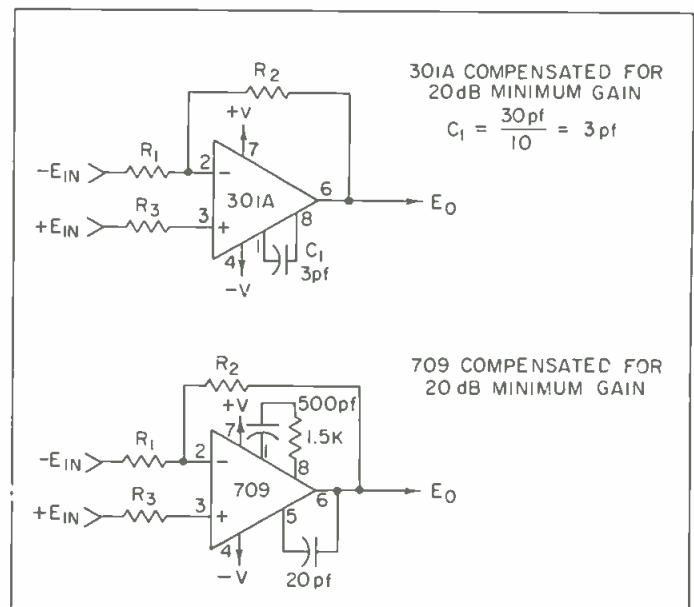 301A COMPENSATED FOR
20dB MINIMUM GAIN
C1 = 30pf / 10 = 3pf
R2
+V
7
R1
-EIN
2
-
301A
6
EO
+EIN
R3
3
+
8
1
C1
3pf
4
-V
709 COMPENSATED FOR
20dB MINIMUM GAIN
R2
+V
500pf
7
1
1.5K
R1
-EIN
2
-
8
709
6
EO
+EIN
R3
3
+
5
4
-V
20pf